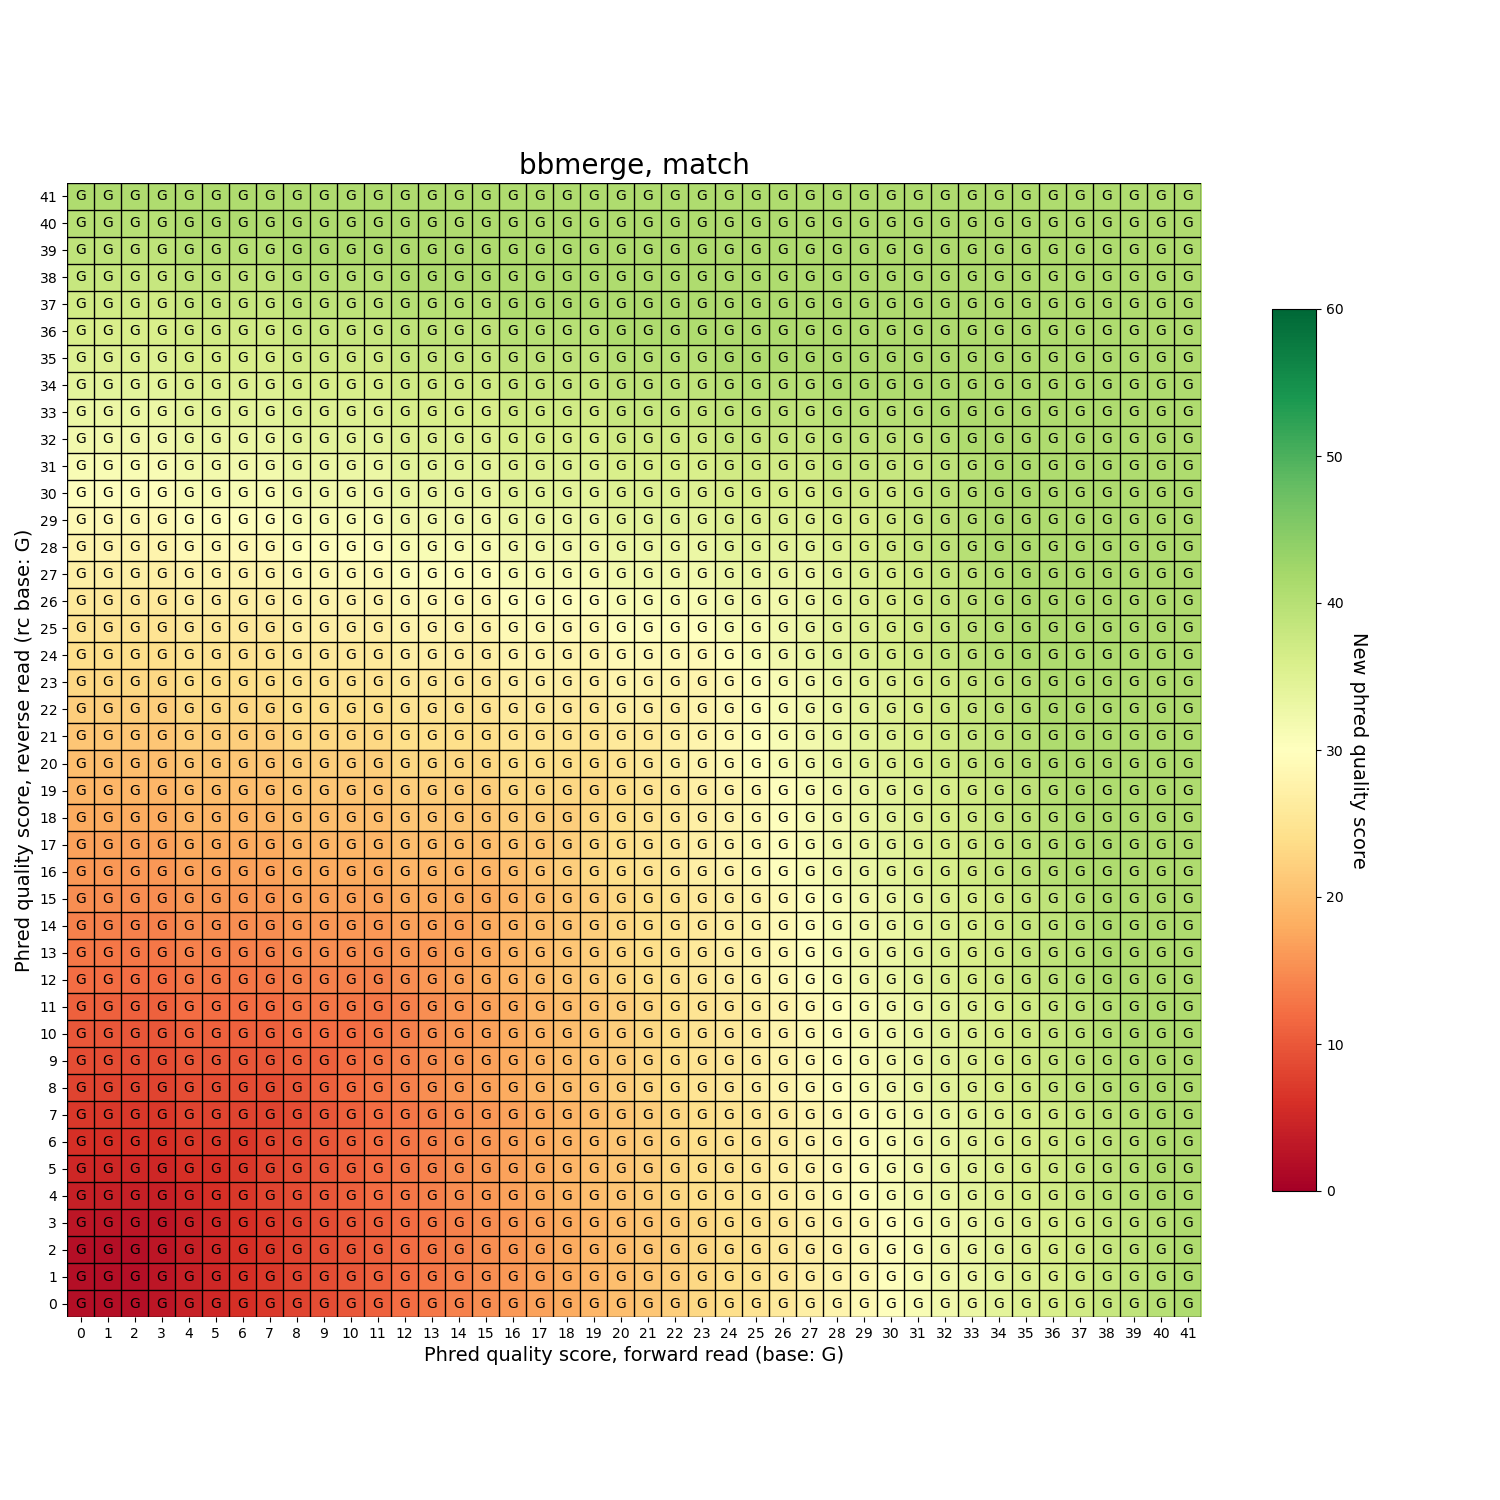 bbmerge, match
41 G G G G G G G G G G G G G G G G G G G G G G G G G G G G G G G G G G G G G G G G G G
40 G G G G G G G G G G G G G G G G G G G G G G G G G G G G G G G G G G G G G G G G G G
39 G G G G G G G G G G G G G G G G G G G G G G G G G G G G G G G G G G G G G G G G G G
38 G G G G G G G G G G G G G G G G G G G G G G G G G G G G G G G G G G G G G G G G G G
37 G G G G G G G G G G G G G G G G G G G G G G G G G G G G G G G G G G G G G G G G G G
36 G G G G G G G G G G G G G G G G G G G G G G G G G G G G G G G G G G G G G G G G G G
35 G G G G G G G G G G G G G G G G G G G G G G G G G G G G G G G G G G G G G G G G G G
34 G G G G G G G G G G G G G G G G G G G G G G G G G G G G G G G G G G G G G G G G G G
33 G G G G G G G G G G G G G G G G G G G G G G G G G G G G G G G G G G G G G G G G G G
32 G G G G G G G G G G G G G G G G G G G G G G G G G G G G G G G G G G G G G G G G G G
31 G G G G G G G G G G G G G G G G G G G G G G G G G G G G G G G G G G G G G G G G G G
30 G G G G G G G G G G G G G G G G G G G G G G G G G G G G G G G G G G G G G G G G G G
29 G G G G G G G G G G G G G G G G G G G G G G G G G G G G G G G G G G G G G G G G G G
28 G G G G G G G G G G G G G G G G G G G G G G G G G G G G G G G G G G G G G G G G G G
27 G G G G G G G G G G G G G G G G G G G G G G G G G G G G G G G G G G G G G G G G G G
26 G G G G G G G G G G G G G G G G G G G G G G G G G G G G G G G G G G G G G G G G G G
25 G G G G G G G G G G G G G G G G G G G G G G G G G G G G G G G G G G G G G G G G G G
24 G G G G G G G G G G G G G G G G G G G G G G G G G G G G G G G G G G G G G G G G G G
23 G G G G G G G G G G G G G G G G G G G G G G G G G G G G G G G G G G G G G G G G G G
22 G G G G G G G G G G G G G G G G G G G G G G G G G G G G G G G G G G G G G G G G G G
21 G G G G G G G G G G G G G G G G G G G G G G G G G G G G G G G G G G G G G G G G G G
20 G G G G G G G G G G G G G G G G G G G G G G G G G G G G G G G G G G G G G G G G G G
19 G G G G G G G G G G G G G G G G G G G G G G G G G G G G G G G G G G G G G G G G G G
18 G G G G G G G G G G G G G G G G G G G G G G G G G G G G G G G G G G G G G G G G G G
17 G G G G G G G G G G G G G G G G G G G G G G G G G G G G G G G G G G G G G G G G G G
16 G G G G G G G G G G G G G G G G G G G G G G G G G G G G G G G G G G G G G G G G G G
15 G G G G G G G G G G G G G G G G G G G G G G G G G G G G G G G G G G G G G G G G G G
14 G G G G G G G G G G G G G G G G G G G G G G G G G G G G G G G G G G G G G G G G G G
13 G G G G G G G G G G G G G G G G G G G G G G G G G G G G G G G G G G G G G G G G G G
12 G G G G G G G G G G G G G G G G G G G G G G G G G G G G G G G G G G G G G G G G G G
11 G G G G G G G G G G G G G G G G G G G G G G G G G G G G G G G G G G G G G G G G G G
10 G G G G G G G G G G G G G G G G G G G G G G G G G G G G G G G G G G G G G G G G G G
9 G G G G G G G G G G G G G G G G G G G G G G G G G G G G G G G G G G G G G G G G G G
8 G G G G G G G G G G G G G G G G G G G G G G G G G G G G G G G G G G G G G G G G G G
7 G G G G G G G G G G G G G G G G G G G G G G G G G G G G G G G G G G G G G G G G G G
6 G G G G G G G G G G G G G G G G G G G G G G G G G G G G G G G G G G G G G G G G G G
5 G G G G G G G G G G G G G G G G G G G G G G G G G G G G G G G G G G G G G G G G G G
4 G G G G G G G G G G G G G G G G G G G G G G G G G G G G G G G G G G G G G G G G G G
3 G G G G G G G G G G G G G G G G G G G G G G G G G G G G G G G G G G G G G G G G G G
2 G G G G G G G G G G G G G G G G G G G G G G G G G G G G G G G G G G G G G G G G G G
1 G G G G G G G G G G G G G G G G G G G G G G G G G G G G G G G G G G G G G G G G G G
0 G G G G G G G G G G G G G G G G G G G G G G G G G G G G G G G G G G G G G G G G G G
0 1 2 3 4 5 6 7 8 9 10 11 12 13 14 15 16 17 18 19 20 21 22 23 24 25 26 27 28 29 30 31 32 33 34 35 36 37 38 39 40 41
Phred quality score, forward read (base: G)
Phred quality score, reverse read (rc base: G)
60
50
40
30
20
10
0
New phred quality score